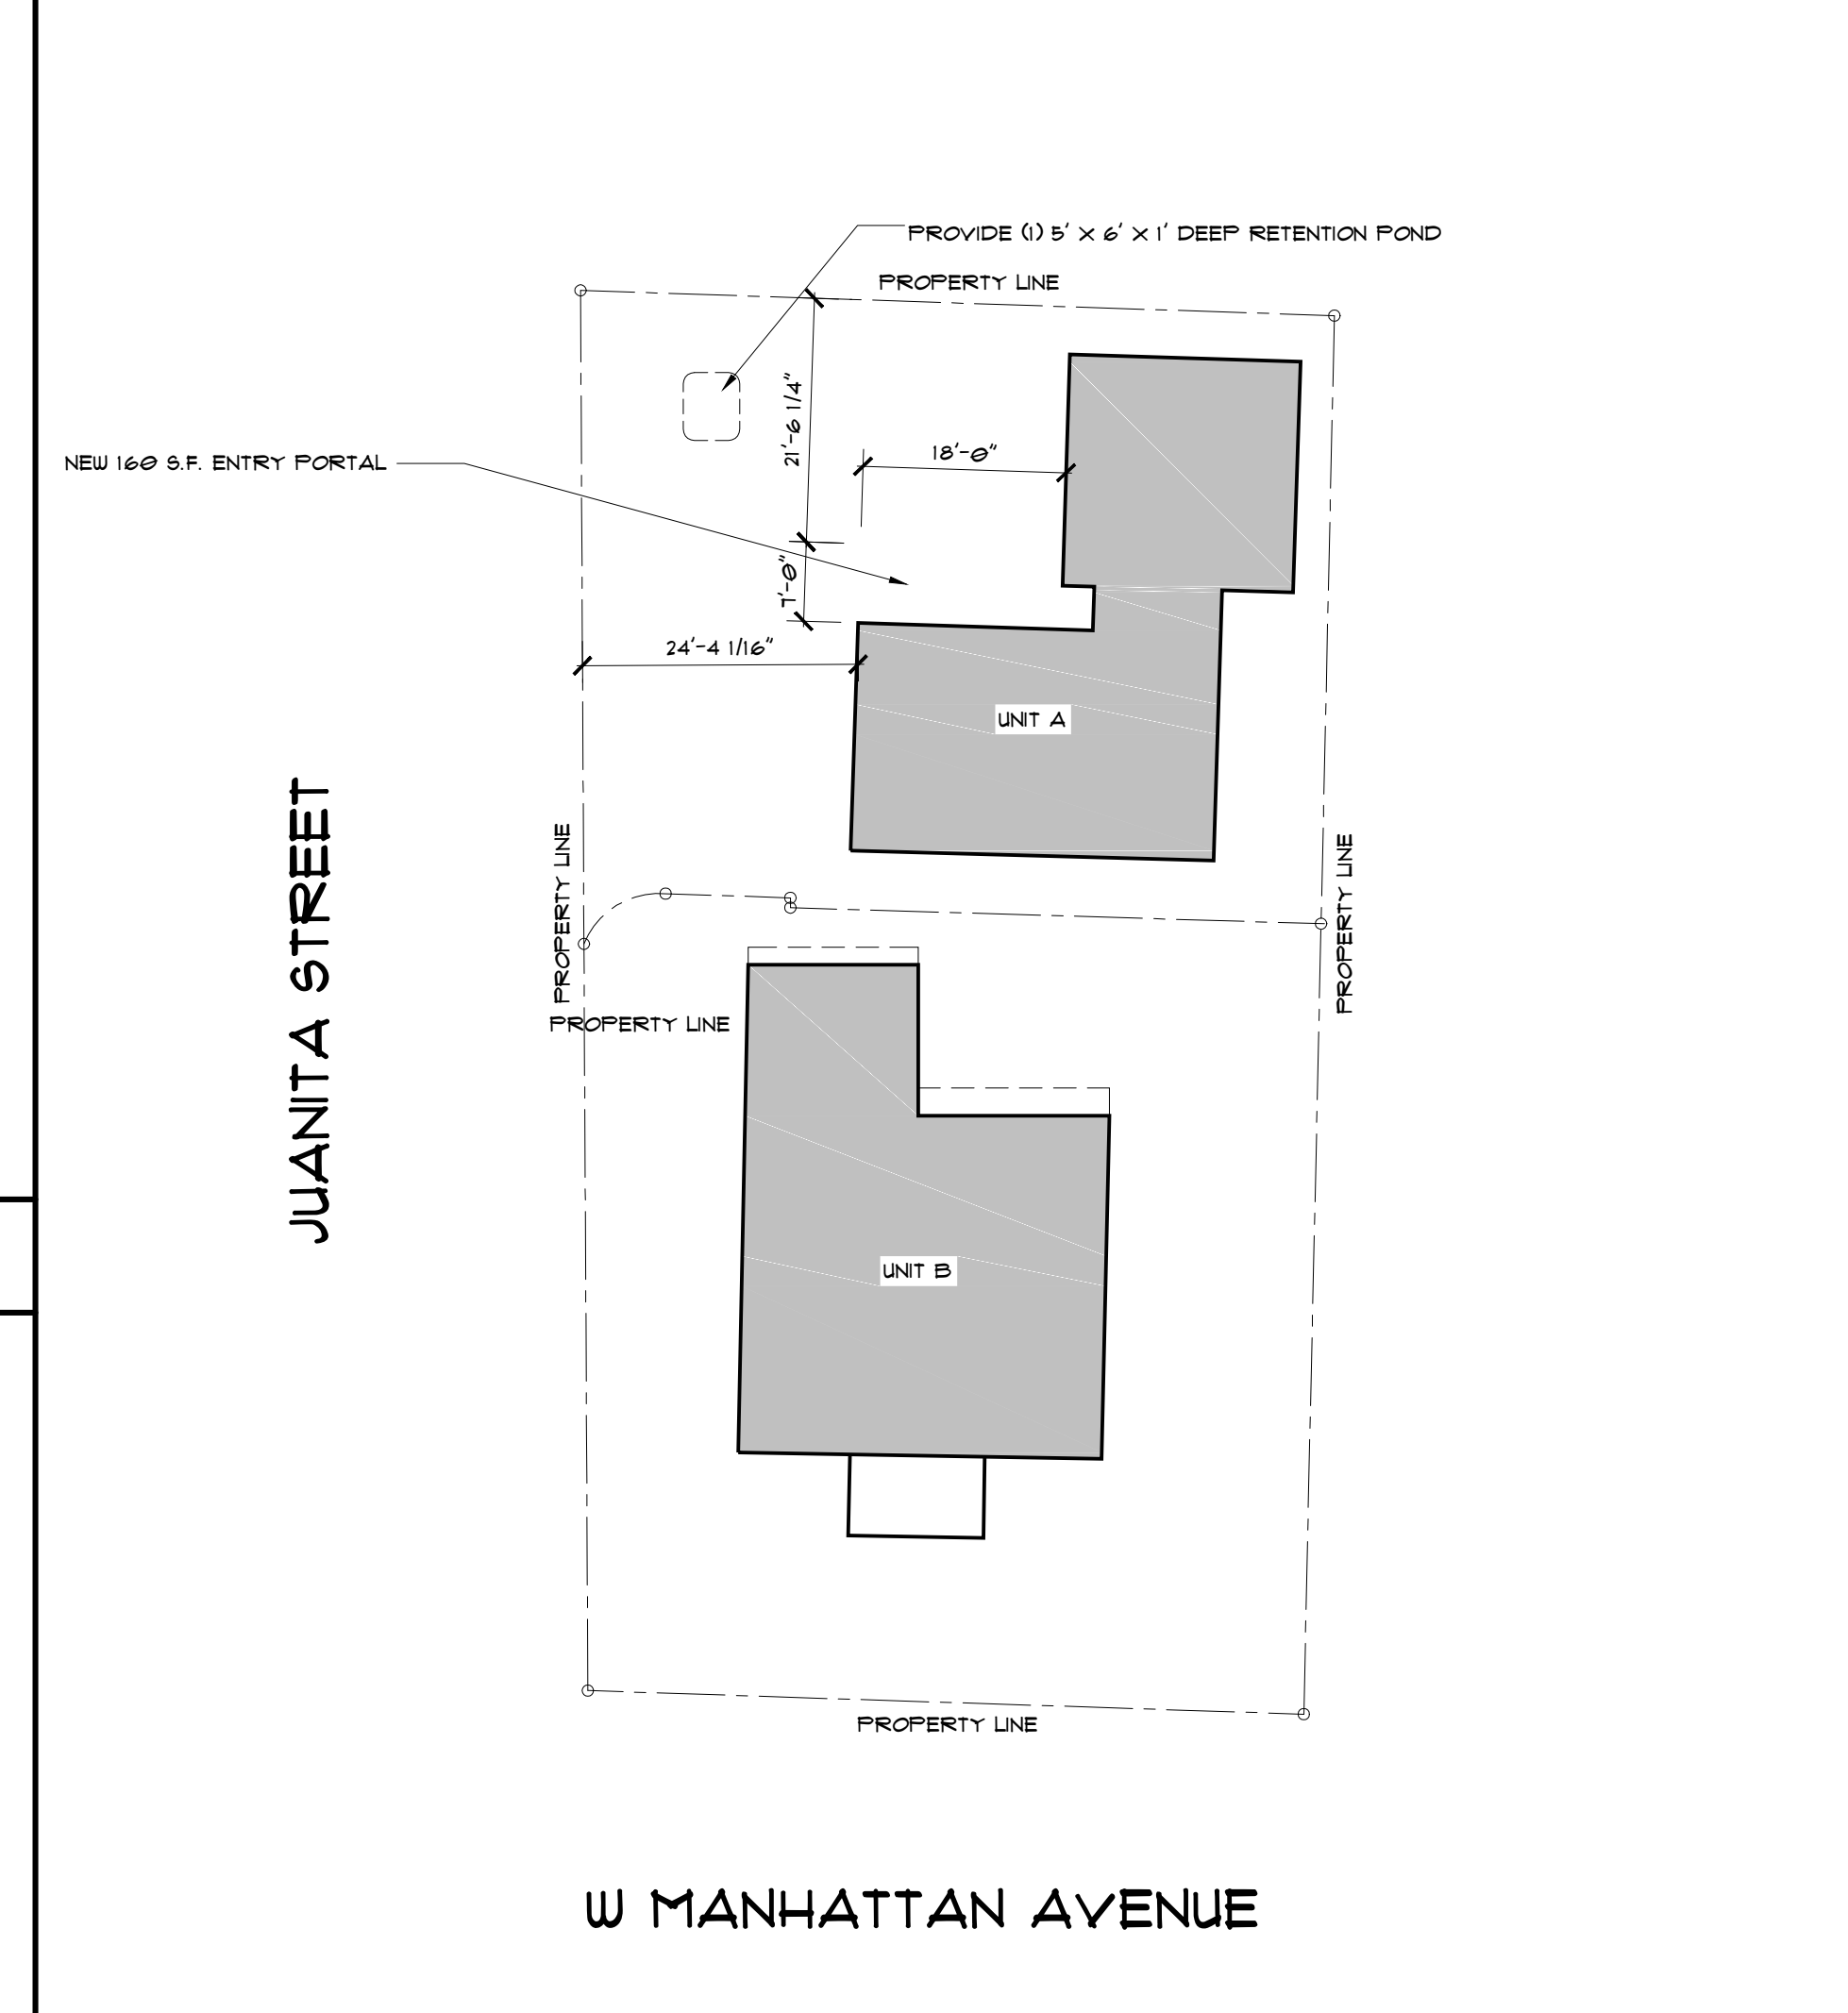 PROVIDE (1) 5' X 6' X 1' DEEP RETENTION POND
PROPERTY LINE
21'-6 1/4"
18'-0"
NEW 160 S.F. ENTRY PORTAL
7'-0"
24'-4 1/16"
UNIT A
JUANITA STREET
PROPERTY LINE
PROPERTY LINE
PROPERTY LINE
UNIT B
PROPERTY LINE
W MANHATTAN AVENUE